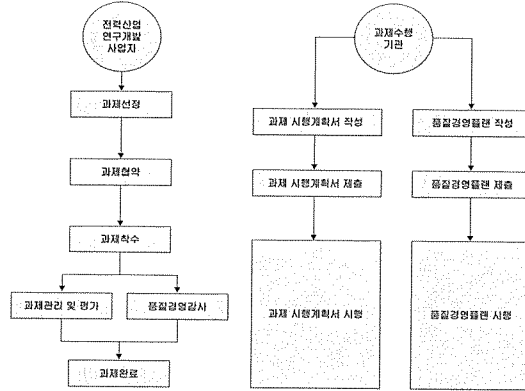 전력산업
연구개발
사업자
과제선정
과제협약
과제착수
과제관리 및 평가
품질경영감사
과제완료
과제수행
기관
과제 시행계획서 작성
품질경영플랜 작성
과제 시행계획서 제출
품질경영플랜 제출
과제 시행계획서 시행
품질경영플랜 시행